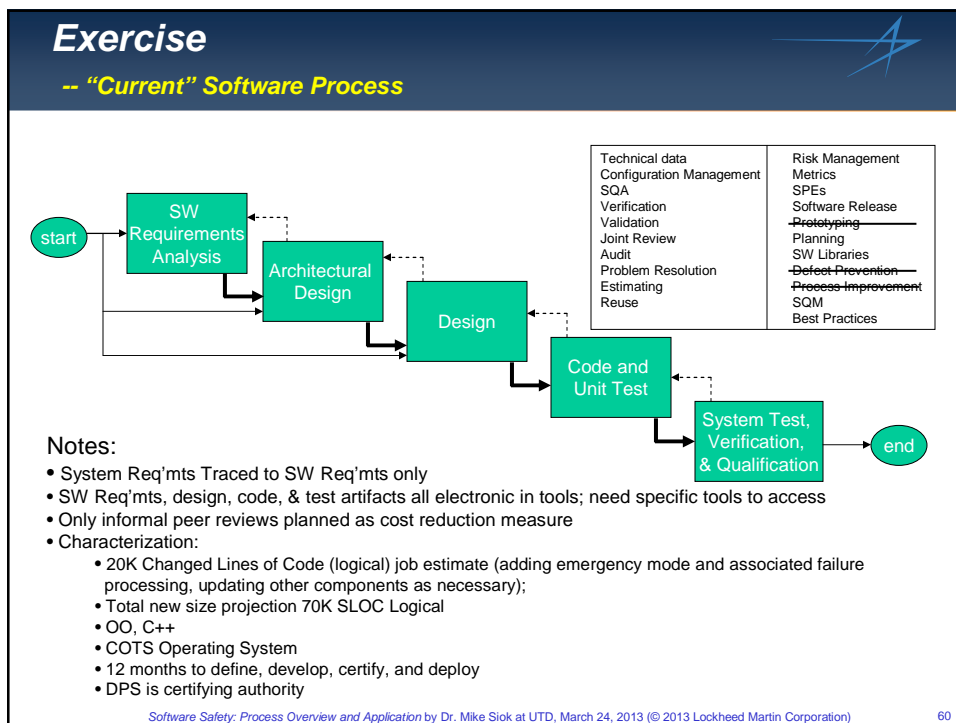 Exercise
-- “Current” Software Process
Technical data
Configuration Management
SQA
Verification
Validation
Joint Review
Audit
Problem Resolution
Estimating
Reuse
Risk Management
Metrics
SPEs
Software Release
Prototyping
Planning
SW Libraries
Defect Prevention
Process Improvement
SQM
Best Practices
start
SW
Requirements
Analysis
Architectural
Design
Design
Code and
Unit Test
System Test,
Verification,
& Qualification
end
Notes:
• System Req’mts Traced to SW Req’mts only
• SW Req’mts, design, code, & test artifacts all electronic in tools; need specific tools to access
• Only informal peer reviews planned as cost reduction measure
• Characterization:
• 20K Changed Lines of Code (logical) job estimate (adding emergency mode and associated failure
processing, updating other components as necessary);
• Total new size projection 70K SLOC Logical
• OO, C++
• COTS Operating System
• 12 months to define, develop, certify, and deploy
• DPS is certifying authority
Software Safety: Process Overview and Application by Dr. Mike Siok at UTD, March 24, 2013 (© 2013 Lockheed Martin Corporation) 60